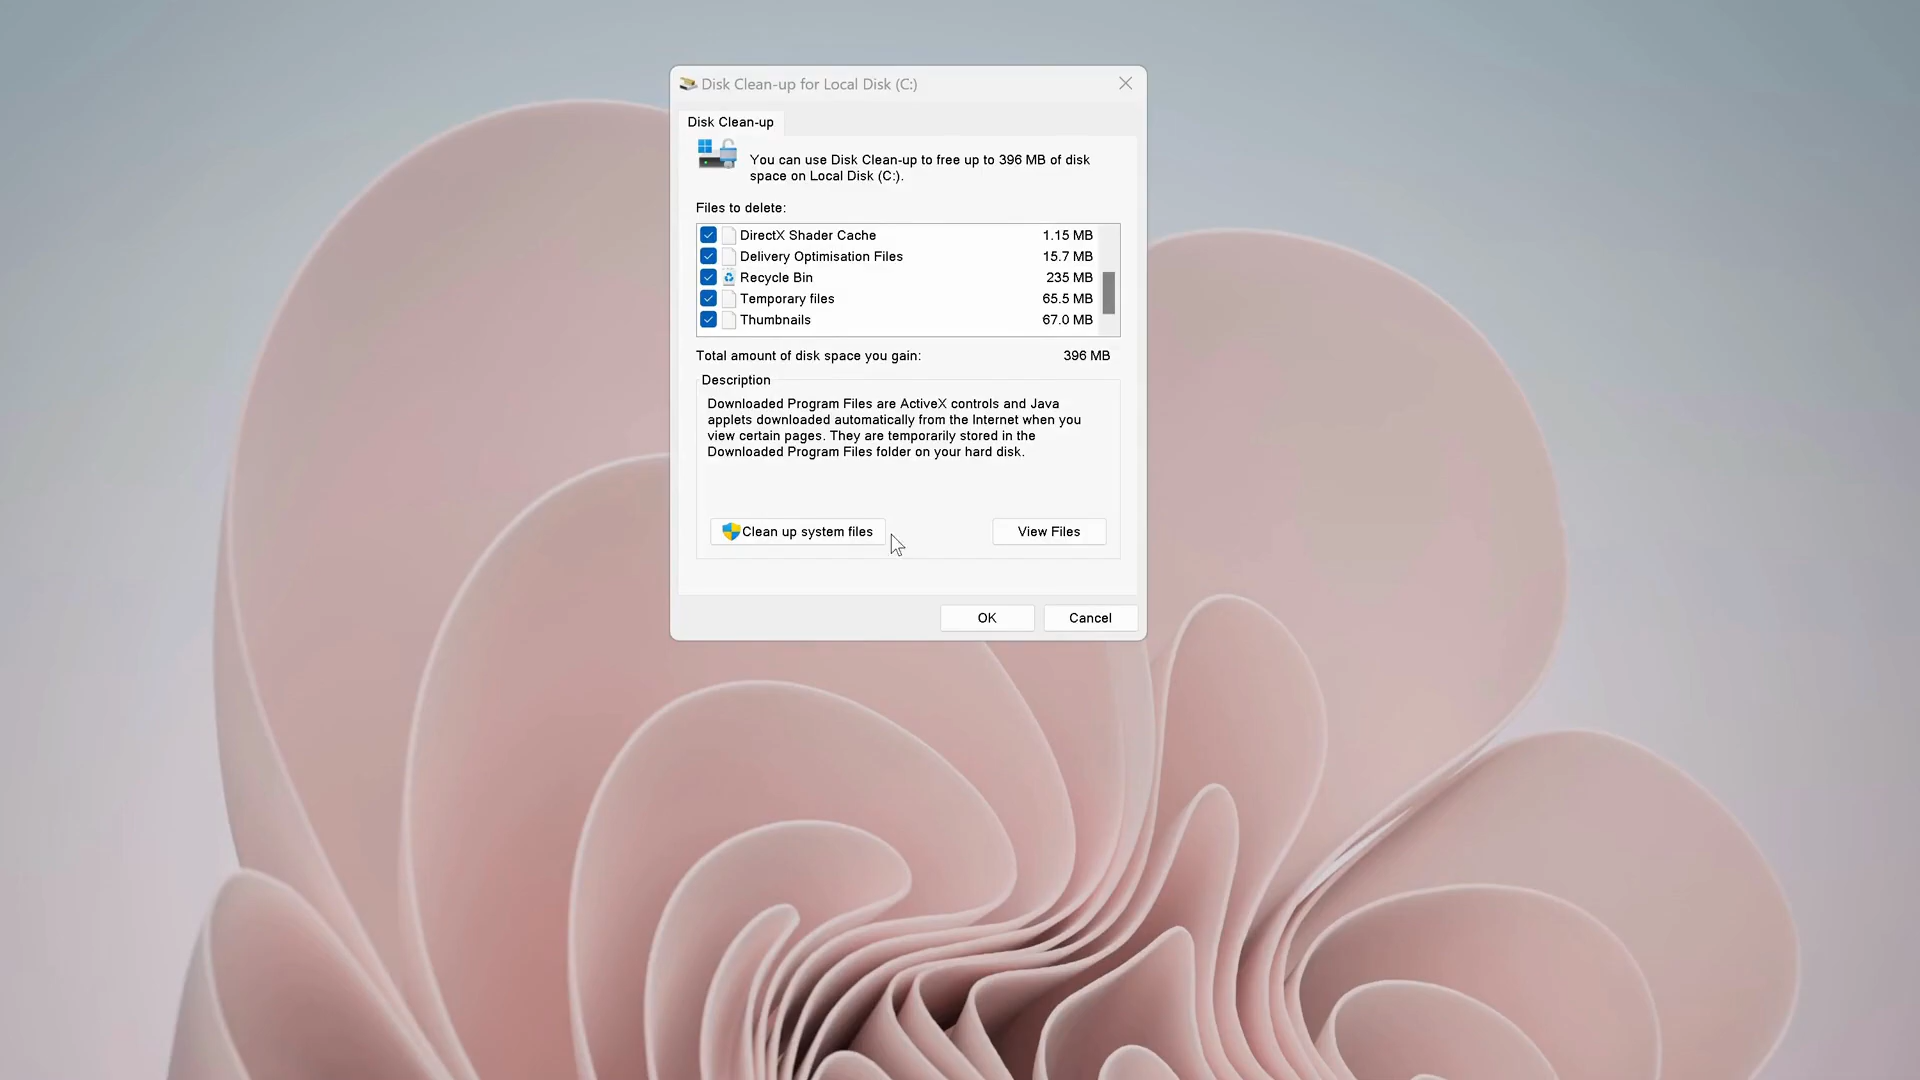 Disk Clean-up for Local Disk (C:)
Disk Clean-up
You can use Disk Clean-up to free up to 396 MB of disk
space on Local Disk (C:).
Files to delete:
DirectX Shader Cache 1.15 MB
Delivery Optimisation Files 15.7 MB
Recycle Bin 235 MB
Temporary files 65.5 MB
Thumbnails 67.0 MB
Total amount of disk space you gain: 396 MB
Description
Downloaded Program Files are ActiveX controls and Java
applets downloaded automatically from the Internet when you
view certain pages. They are temporarily stored in the
Downloaded Program Files folder on your hard disk.
Clean up system files View Files
OK Cancel